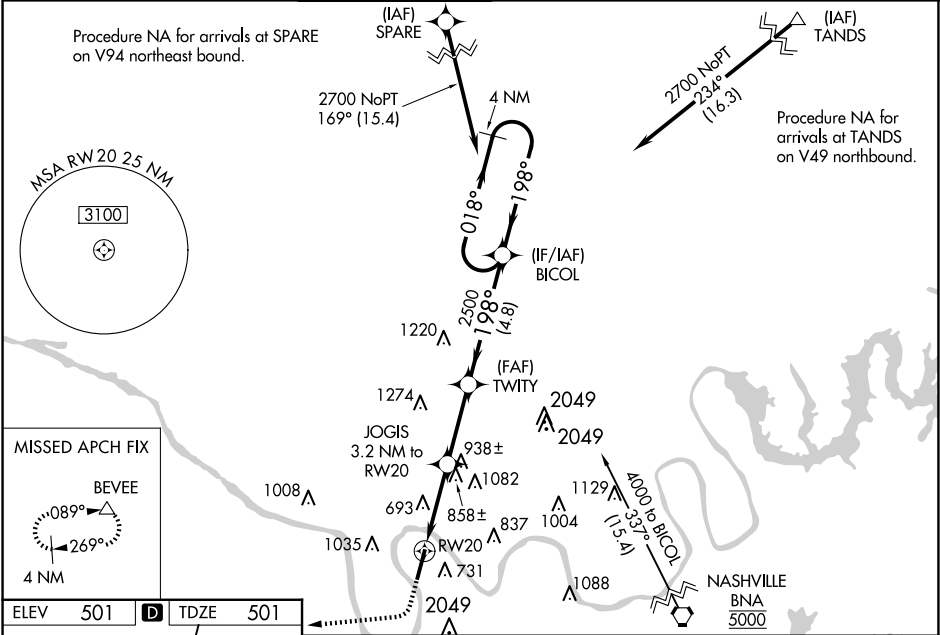 (IAF)
SPARE
(IAF)
TANDS
Procedure NA for arrivals at SPARE
on V94 northeast bound.
2700 NoPT
169° (15.4)
4 NM
2700 NoPT
234°
(16.3)
Procedure NA for
arrivals at TANDS
on V49 northbound.
MSA RW20 25 NM
3100
018°
198°
(IF/IAF)
BICOL
2500
198°
(4.8)
1220
(FAF)
TWITY
1274
2049
2049
JOGIS
3.2 NM to
RW20
938±
1082
858±
693
1008
1035
837
1004
1129
4000 to BICOL
337°
(15.4)
RW20
731
1088
2049
NASHVILLE
BNA
5000
MISSED APCH FIX
BEVEE
089°
269°
4 NM
ELEV 501 D TDZE 501